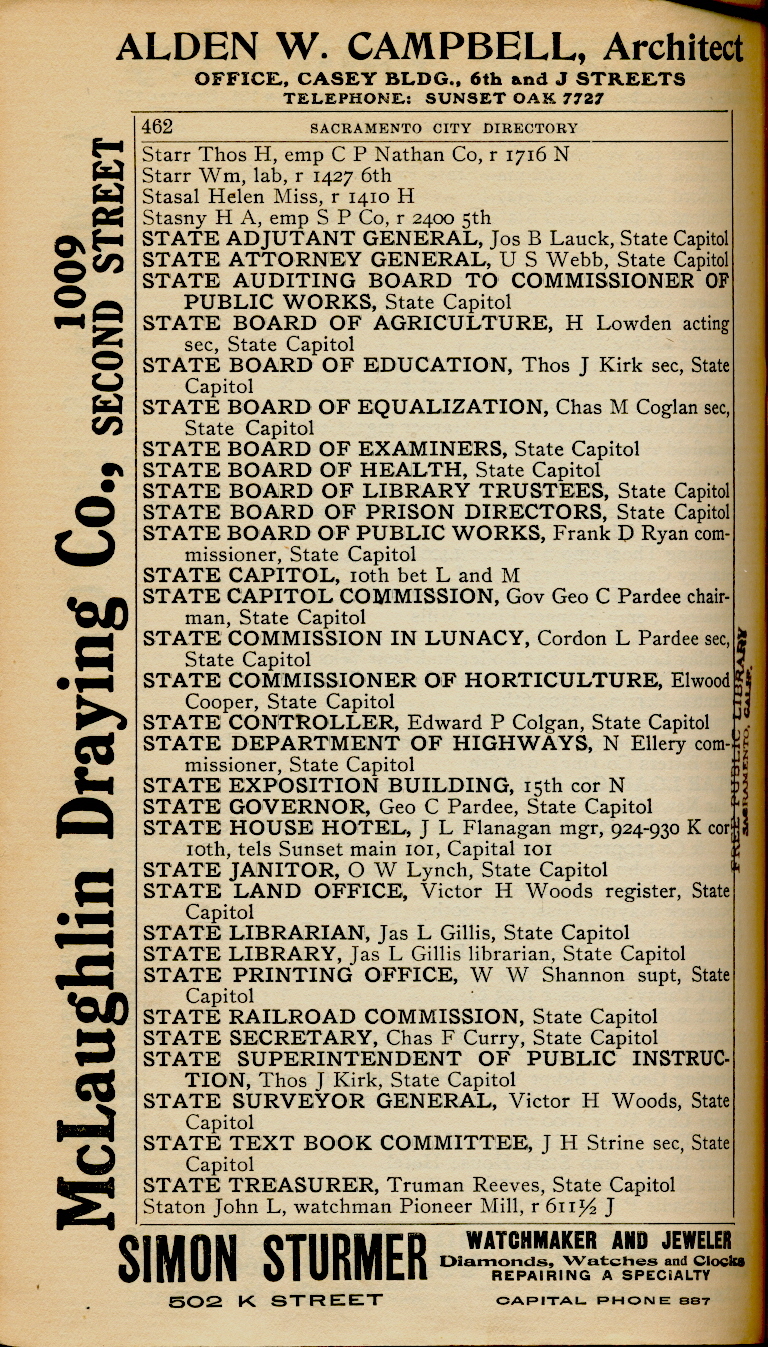 ALDEN W. CAMPBELL, Architect
OFFICE, CASEY BLDG., 6th and J STREETS
TELEPHONE: SUNSET OAK 7727
McLaughlin Draying Co., 1009 SECOND STREET
462 SACRAMENTO CITY DIRECTORY
Starr Thos H, emp C P Nathan Co, r 1716 N
Starr Wm, lab, r 1427 6th
Stasal Helen Miss, r 1410 H
Stasny H A, emp S P Co, r 2400 5th
STATE ADJUTANT GENERAL, Jos B Lauck, State Capitol
STATE ATTORNEY GENERAL, U S Webb, State Capitol
STATE AUDITING BOARD TO COMMISSIONER OF
PUBLIC WORKS, State Capitol
STATE BOARD OF AGRICULTURE, H Lowden acting
sec, State Capitol
STATE BOARD OF EDUCATION, Thos J Kirk sec, State
Capitol
STATE BOARD OF EQUALIZATION, Chas M Coglan sec,
State Capitol
STATE BOARD OF EXAMINERS, State Capitol
STATE BOARD OF HEALTH, State Capitol
STATE BOARD OF LIBRARY TRUSTEES, State Capitol
STATE BOARD OF PRISON DIRECTORS, State Capitol
STATE BOARD OF PUBLIC WORKS, Frank D Ryan com-
missioner, State Capitol
STATE CAPITOL, 10th bet L and M
STATE CAPITOL COMMISSION, Gov Geo C Pardee chair-
man, State Capitol
STATE COMMISSION IN LUNACY, Cordon L Pardee sec,
State Capitol
STATE COMMISSIONER OF HORTICULTURE, Elwood
Cooper, State Capitol
STATE CONTROLLER, Edward P Colgan, State Capitol
STATE DEPARTMENT OF HIGHWAYS, N Ellery com-
missioner, State Capitol
STATE EXPOSITION BUILDING, 15th cor N
STATE GOVERNOR, Geo C Pardee, State Capitol
STATE HOUSE HOTEL, J L Flanagan mgr, 924-930 K cor
10th, tels Sunset main 101, Capital 101
STATE JANITOR, O W Lynch, State Capitol
STATE LAND OFFICE, Victor H Woods register, State
Capitol
STATE LIBRARIAN, Jas L Gillis, State Capitol
STATE LIBRARY, Jas L Gillis librarian, State Capitol
STATE PRINTING OFFICE, W W Shannon supt, State
Capitol
STATE RAILROAD COMMISSION, State Capitol
STATE SECRETARY, Chas F Curry, State Capitol
STATE SUPERINTENDENT OF PUBLIC INSTRUC-
TION, Thos J Kirk, State Capitol
STATE SURVEYOR GENERAL, Victor H Woods, State
Capitol
STATE TEXT BOOK COMMITTEE, J H Strine sec, State
Capitol
STATE TREASURER, Truman Reeves, State Capitol
Staton John L, watchman Pioneer Mill, r 611½ J
FREE PUBLIC LIBRARY
SACRAMENTO, CALIF.
SIMON STURMER
502 K STREET
WATCHMAKER AND JEWELER
Diamonds, Watches and Clocks
REPAIRING A SPECIALTY
CAPITAL PHONE 887